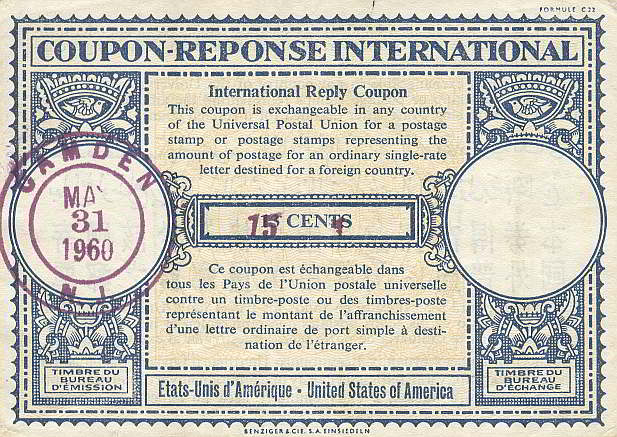 FORMULE C22
COUPON-REPONSE INTERNATIONAL
International Reply Coupon
This coupon is exchangeable in any country
of the Universal Postal Union for a postage
stamp or postage stamps representing the
amount of postage for an ordinary single-rate
letter destined for a foreign country.
CAMDEN
MAY
31
1960
N.J.
15 CENTS
Ce coupon est échangeable dans
tous les Pays de l'Union postale universelle
contre un timbre-poste ou des timbres-poste
représentant le montant de l'affranchissement
d'une lettre ordinaire de port simple à desti-
nation de l'étranger.
TIMBRE DU
BUREAU
D'ÉMISSION
Etats-Unis d'Amérique • United States of America
TIMBRE DU
BUREAU
D'ÉCHANGE
BENZIGER & CIE. S.A. EINSIEDELN